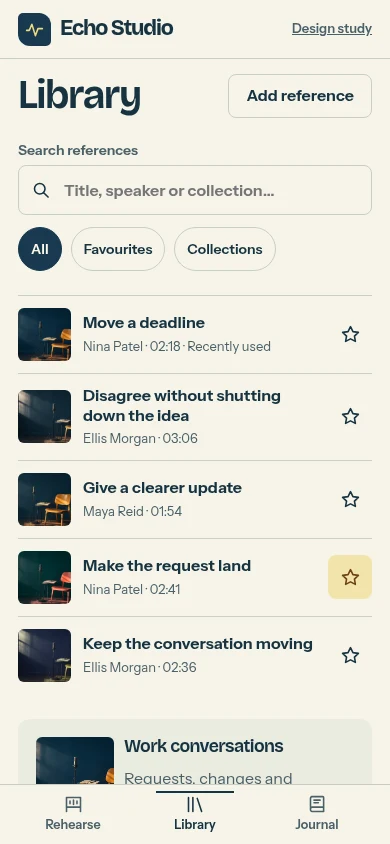 Echo Studio
Design study
Library
Add reference
Search references
Title, speaker or collection...
All
Favourites
Collections
Move a deadline
Nina Patel · 02:18 · Recently used
Disagree without shutting
down the idea
Ellis Morgan · 03:06
Give a clearer update
Maya Reid · 01:54
Make the request land
Nina Patel · 02:41
Keep the conversation moving
Ellis Morgan · 02:36
Work conversations
Requests, changes and
Rehearse
Library
Journal